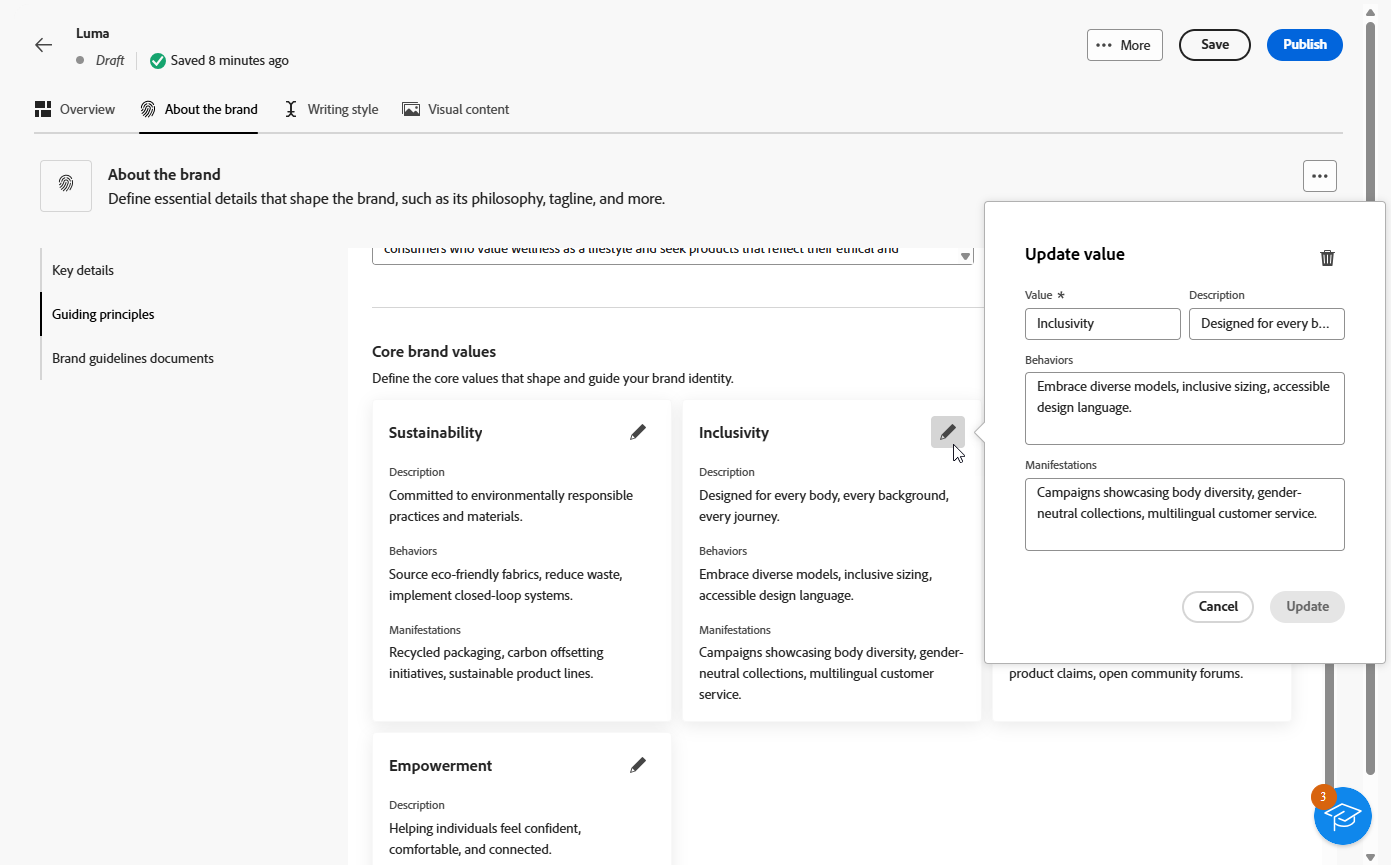 Luma
Draft
Saved 8 minutes ago
More
Save
Publish
Overview
About the brand
Writing style
Visual content
About the brand
Define essential details that shape the brand, such as its philosophy, tagline, and more.
Key details
Guiding principles
Brand guidelines documents
consumers who value wellness as a lifestyle and seek products that reflect their ethical and
Core brand values
Define the core values that shape and guide your brand identity.
Sustainability
Description
Committed to environmentally responsible
practices and materials.
Behaviors
Source eco-friendly fabrics, reduce waste,
implement closed-loop systems.
Manifestations
Recycled packaging, carbon offsetting
initiatives, sustainable product lines.
Inclusivity
Description
Designed for every body, every background,
every journey.
Behaviors
Embrace diverse models, inclusive sizing,
accessible design language.
Manifestations
Campaigns showcasing body diversity, gender-
neutral collections, multilingual customer
service.
product claims, open community forums.
Empowerment
Description
Helping individuals feel confident,
comfortable, and connected.
Update value
Value *
Description
Inclusivity
Designed for every b...
Behaviors
Embrace diverse models, inclusive sizing, accessible
design language.
Manifestations
Campaigns showcasing body diversity, gender-
neutral collections, multilingual customer service.
Cancel
Update
3